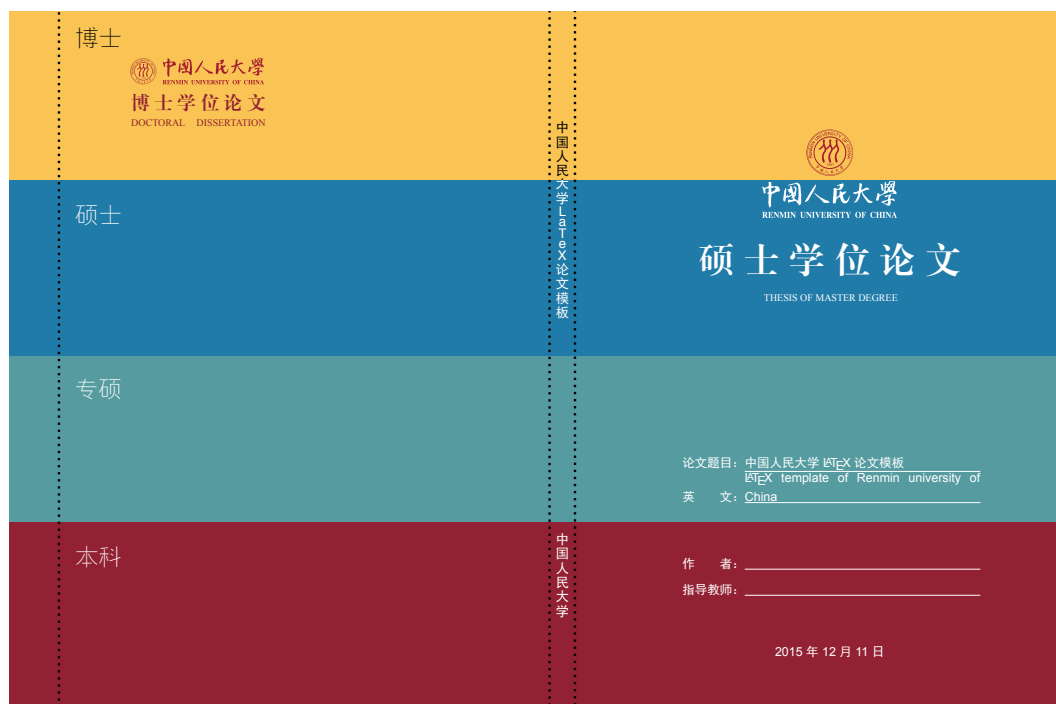 博士
中国人民大學
RENMIN UNIVERSITY OF CHINA
博士学位论文
DOCTORAL DISSERTATION
硕士
专硕
本科
中国人民大学LaTeX论文模板
中国人民大学
中国人民大學
RENMIN UNIVERSITY OF CHINA
硕士学位论文
THESIS OF MASTER DEGREE
论文题目：中国人民大学 LATEX 论文模板
LATEX template of Renmin university of
英 文：China
作 者：
指导教师：
2015 年 12 月 11 日